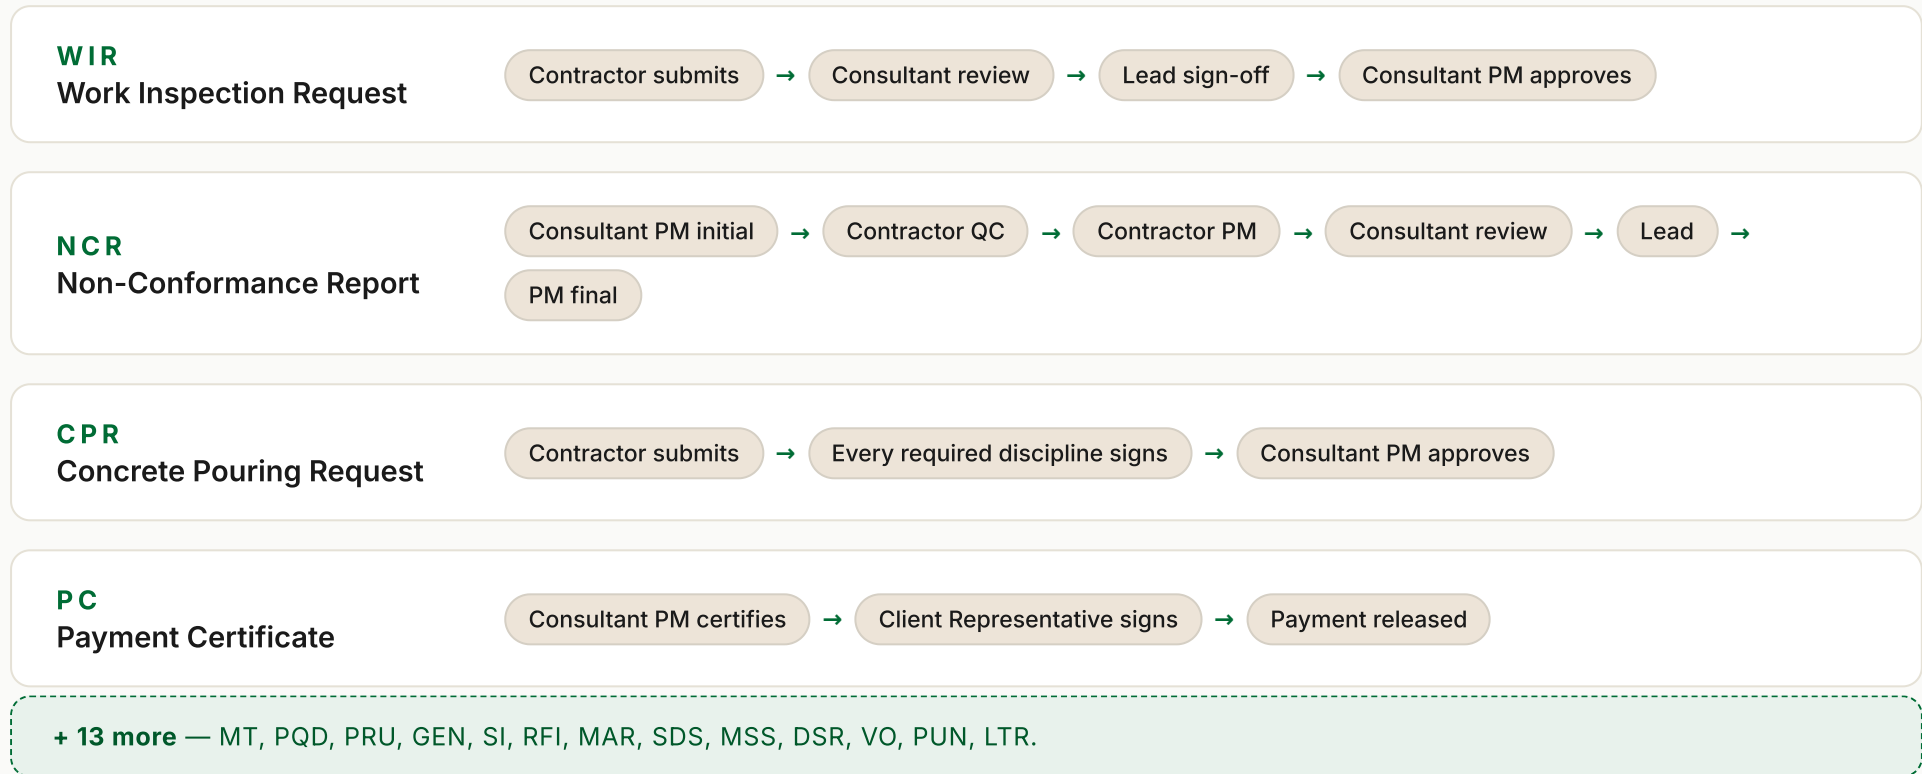 WIR
Work Inspection Request
Contractor submits → Consultant review → Lead sign-off → Consultant PM approves
NCR
Non-Conformance Report
Consultant PM initial → Contractor QC → Contractor PM → Consultant review → Lead →
PM final
CPR
Concrete Pouring Request
Contractor submits → Every required discipline signs → Consultant PM approves
PC
Payment Certificate
Consultant PM certifies → Client Representative signs → Payment released
+ 13 more — MT, PQD, PRU, GEN, SI, RFI, MAR, SDS, MSS, DSR, VO, PUN, LTR.